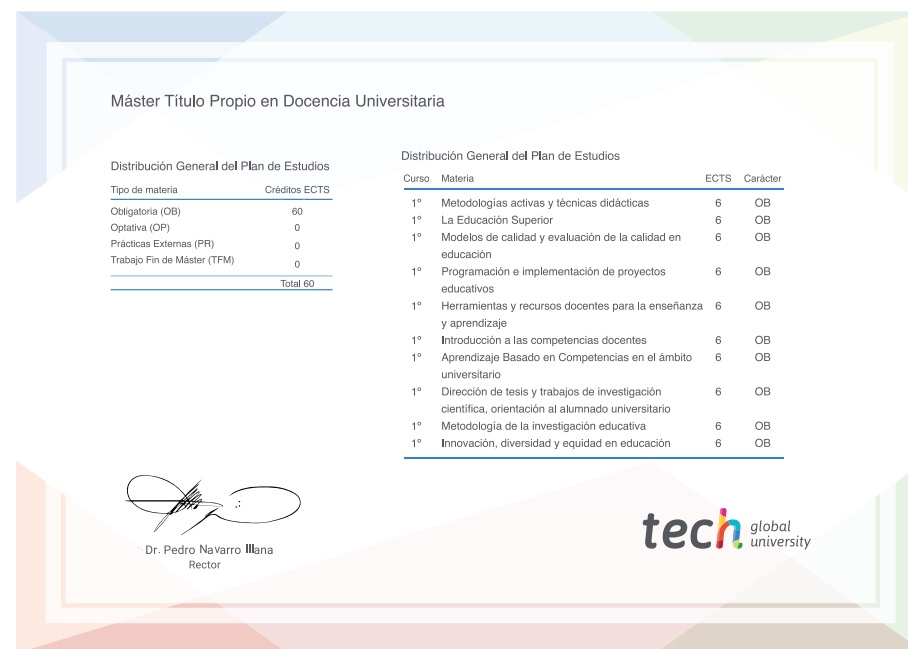 Máster Título Propio en Docencia Universitaria
Distribución General del Plan de Estudios
Tipo de materia Créditos ECTS
Obligatoria (OB) 60
Optativa (OP) 0
Prácticas Externas (PR) 0
Trabajo Fin de Máster (TFM) 0
Total 60
Distribución General del Plan de Estudios
Curso Materia ECTS Carácter
1º Metodologías activas y técnicas didácticas 6 OB
1º La Educación Superior 6 OB
1º Modelos de calidad y evaluación de la calidad en 6 OB
educación
1º Programación e implementación de proyectos 6 OB
educativos
1º Herramientas y recursos docentes para la enseñanza 6 OB
y aprendizaje
1º Introducción a las competencias docentes 6 OB
1º Aprendizaje Basado en Competencias en el ámbito 6 OB
universitario
1º Dirección de tesis y trabajos de investigación 6 OB
científica, orientación al alumnado universitario
1º Metodología de la investigación educativa 6 OB
1º Innovación, diversidad y equidad en educación 6 OB
Dr. Pedro Navarro Illana
Rector
tech global
university